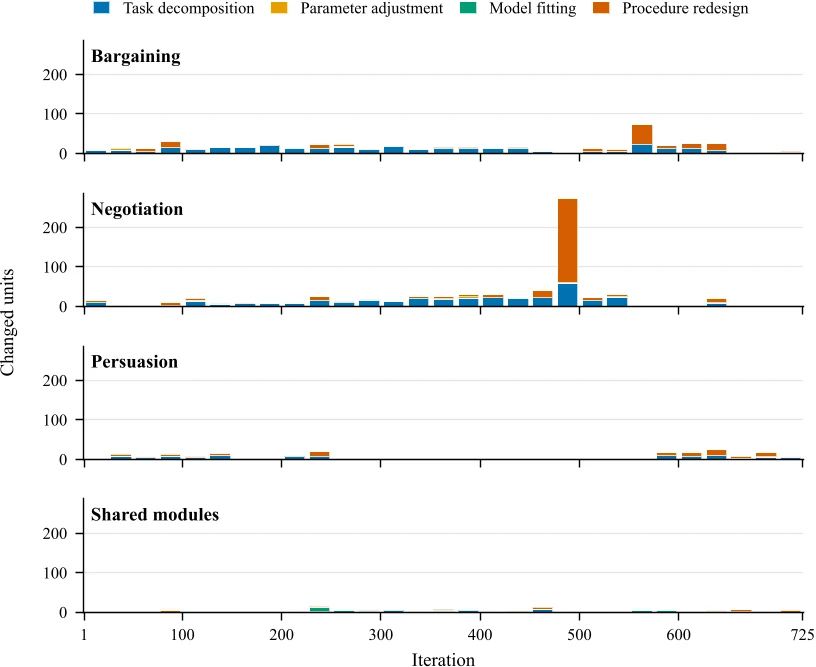 Task decomposition Parameter adjustment Model fitting Procedure redesign
Bargaining
200
100
0
Negotiation
200
100
0
Changed units
Persuasion
200
100
0
Shared modules
200
100
0
1 100 200 300 400 500 600 725
Iteration